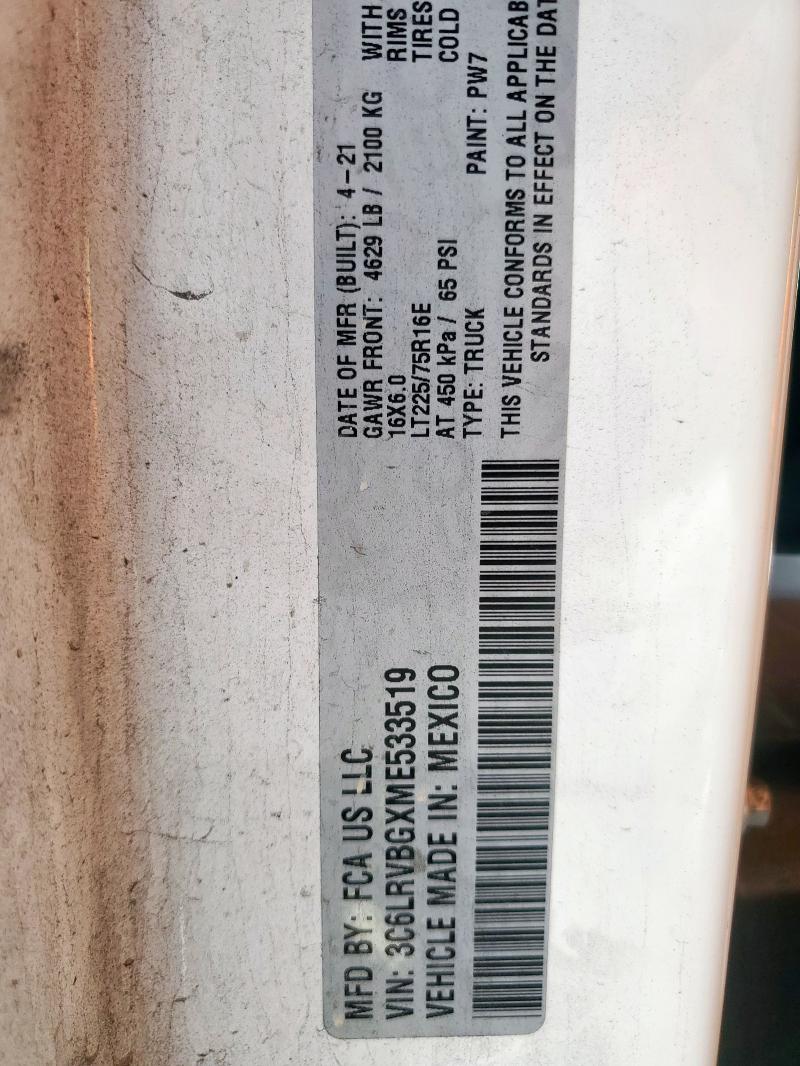 MFD BY: FCA US LLC
VIN: 3C6LRVBGXME533519
VEHICLE MADE IN: MEXICO
DATE OF MFR (BUILT): 4-21
GAWR FRONT: 4629 LB / 2100 KG WITH
16X6.0 RIMS
LT225/75R16E TIRES
AT 450 kPa / 65 PSI COLD
TYPE: TRUCK PAINT: PW7
THIS VEHICLE CONFORMS TO ALL APPLICAB
STANDARDS IN EFFECT ON THE DAT